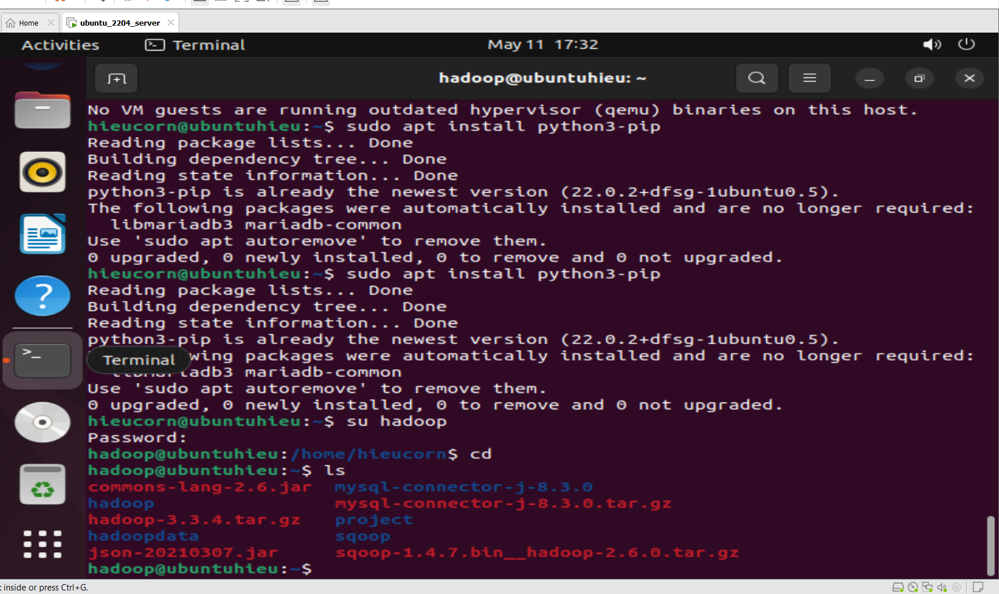 Home
ubuntu_2204_server
Activities
Terminal
May 11 17:32
hadoop@ubuntuhieu: ~
No VM guests are running outdated hypervisor (qemu) binaries on this host.
hieucorn@ubuntuhieu:~$ sudo apt install python3-pip
Reading package lists... Done
Building dependency tree... Done
Reading state information... Done
python3-pip is already the newest version (22.0.2+dfsg-1ubuntu0.5).
The following packages were automatically installed and are no longer required:
libmariadb3 mariadb-common
Use 'sudo apt autoremove' to remove them.
0 upgraded, 0 newly installed, 0 to remove and 0 not upgraded.
hieucorn@ubuntuhieu:~$ sudo apt install python3-pip
Reading package lists... Done
Building dependency tree... Done
Reading state information... Done
python3-pip is already the newest version (22.0.2+dfsg-1ubuntu0.5).
Terminal
packages were automatically installed and are no longer required:
mariadb-common
Use 'sudo apt autoremove' to remove them.
0 upgraded, 0 newly installed, 0 to remove and 0 not upgraded.
hieucorn@ubuntuhieu:~$ su hadoop
Password:
hadoop@ubuntuhieu:/home/hieucorn$ cd
hadoop@ubuntuhieu:~$ ls
commons-lang-2.6.jar mysql-connector-j-8.3.0
hadoop mysql-connector-j-8.3.0.tar.gz
hadoop-3.3.4.tar.gz project
hadoopdata sqoop
json-20210307.jar sqoop-1.4.7.bin__hadoop-2.6.0.tar.gz
hadoop@ubuntuhieu:~$
inside or press Ctrl+G.